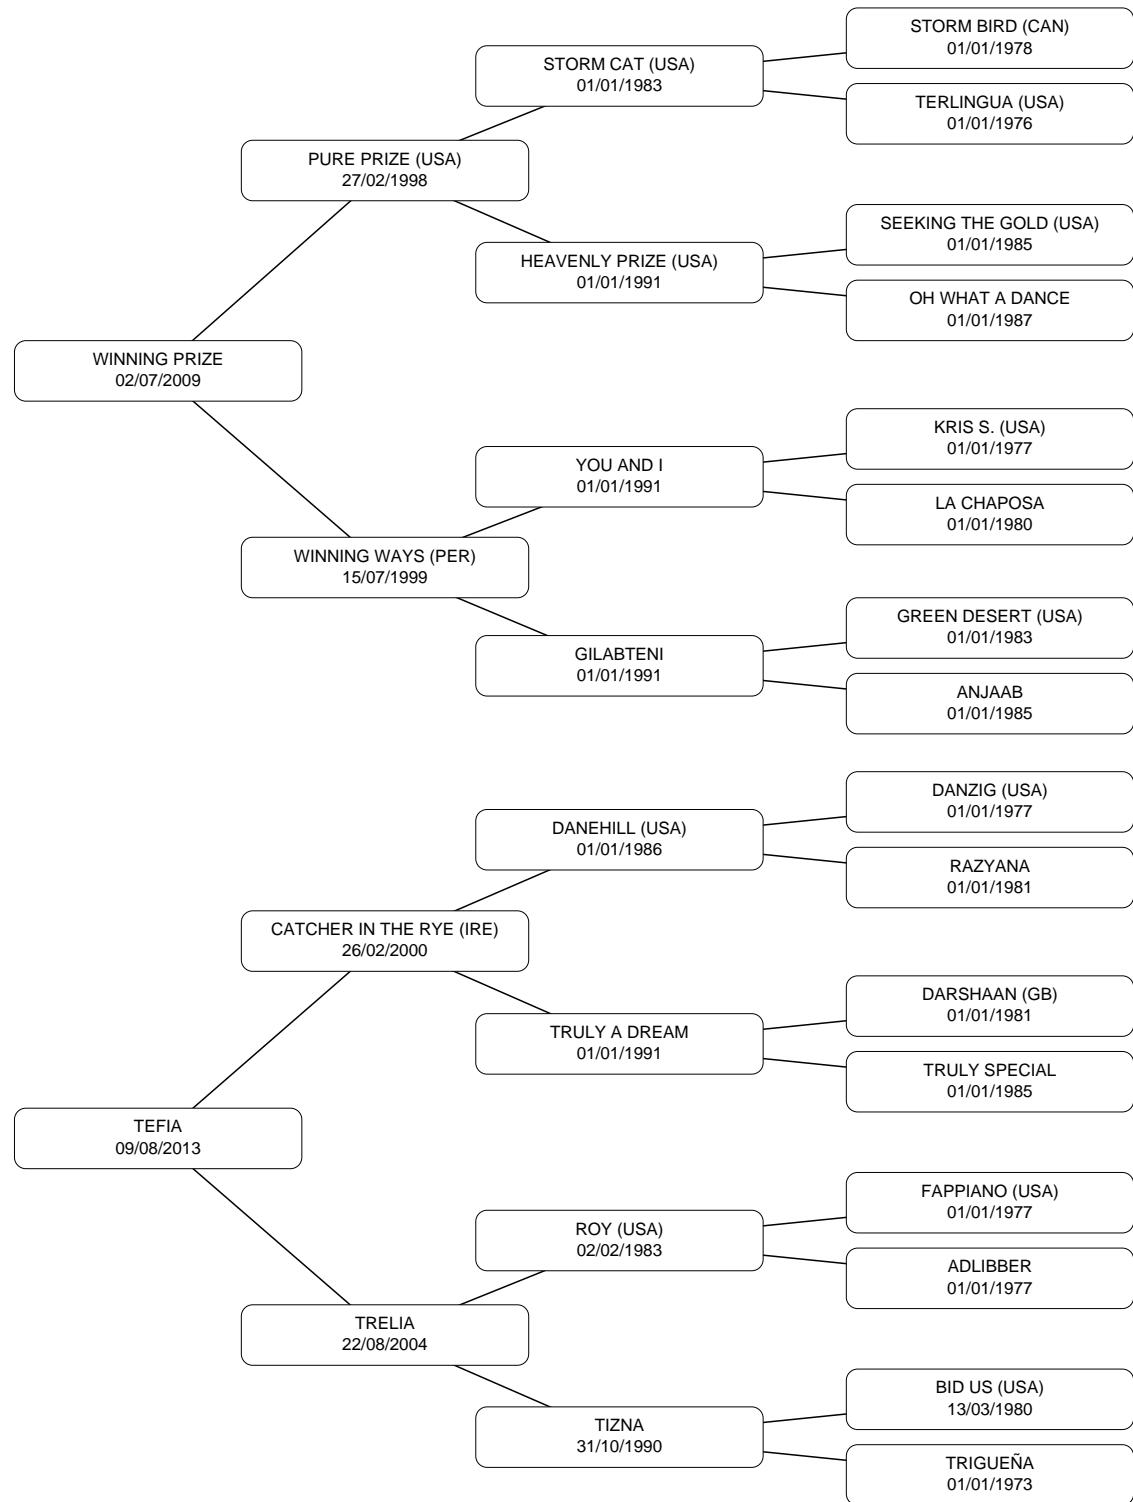 STORM BIRD (CAN)
01/01/1978
STORM CAT (USA)
01/01/1983
TERLINGUA (USA)
01/01/1976
PURE PRIZE (USA)
27/02/1998
SEEKING THE GOLD (USA)
01/01/1985
HEAVENLY PRIZE (USA)
01/01/1991
OH WHAT A DANCE
01/01/1987
WINNING PRIZE
02/07/2009
KRIS S. (USA)
01/01/1977
YOU AND I
01/01/1991
LA CHAPOSA
01/01/1980
WINNING WAYS (PER)
15/07/1999
GREEN DESERT (USA)
01/01/1983
GILABTENI
01/01/1991
ANJAAB
01/01/1985
DANZIG (USA)
01/01/1977
DANEHILL (USA)
01/01/1986
RAZYANA
01/01/1981
CATCHER IN THE RYE (IRE)
26/02/2000
DARSHAAN (GB)
01/01/1981
TRULY A DREAM
01/01/1991
TRULY SPECIAL
01/01/1985
TEFIA
09/08/2013
FAPPIANO (USA)
01/01/1977
ROY (USA)
02/02/1983
ADLIBBER
01/01/1977
TRELIA
22/08/2004
BID US (USA)
13/03/1980
TIZNA
31/10/1990
TRIGUEÑA
01/01/1973